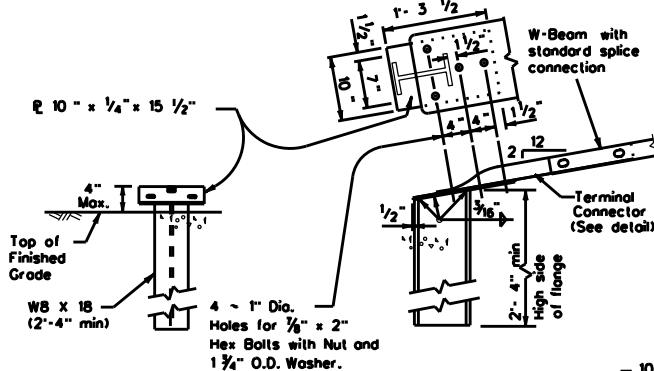 1'- 3 1/2"
1 1/2"
10"
7"
1 1/2"
W-Beam with
standard splice
connection
℄ 10" x 1/4" x 15 1/2"
4" 4"
1 1/2"
12
2
4"
Max.
3/16"
1/2"
Terminal
Connector
(See detail)
Top of
Finished
Grade
2'- 4" min
High side
of flange
W8 X 18
(2'-4" min)
4 ~ 1" Dia.
Holes for 7/8" x 2"
Hex Bolts with Nut and
1 3/4" O.D. Washer.
10